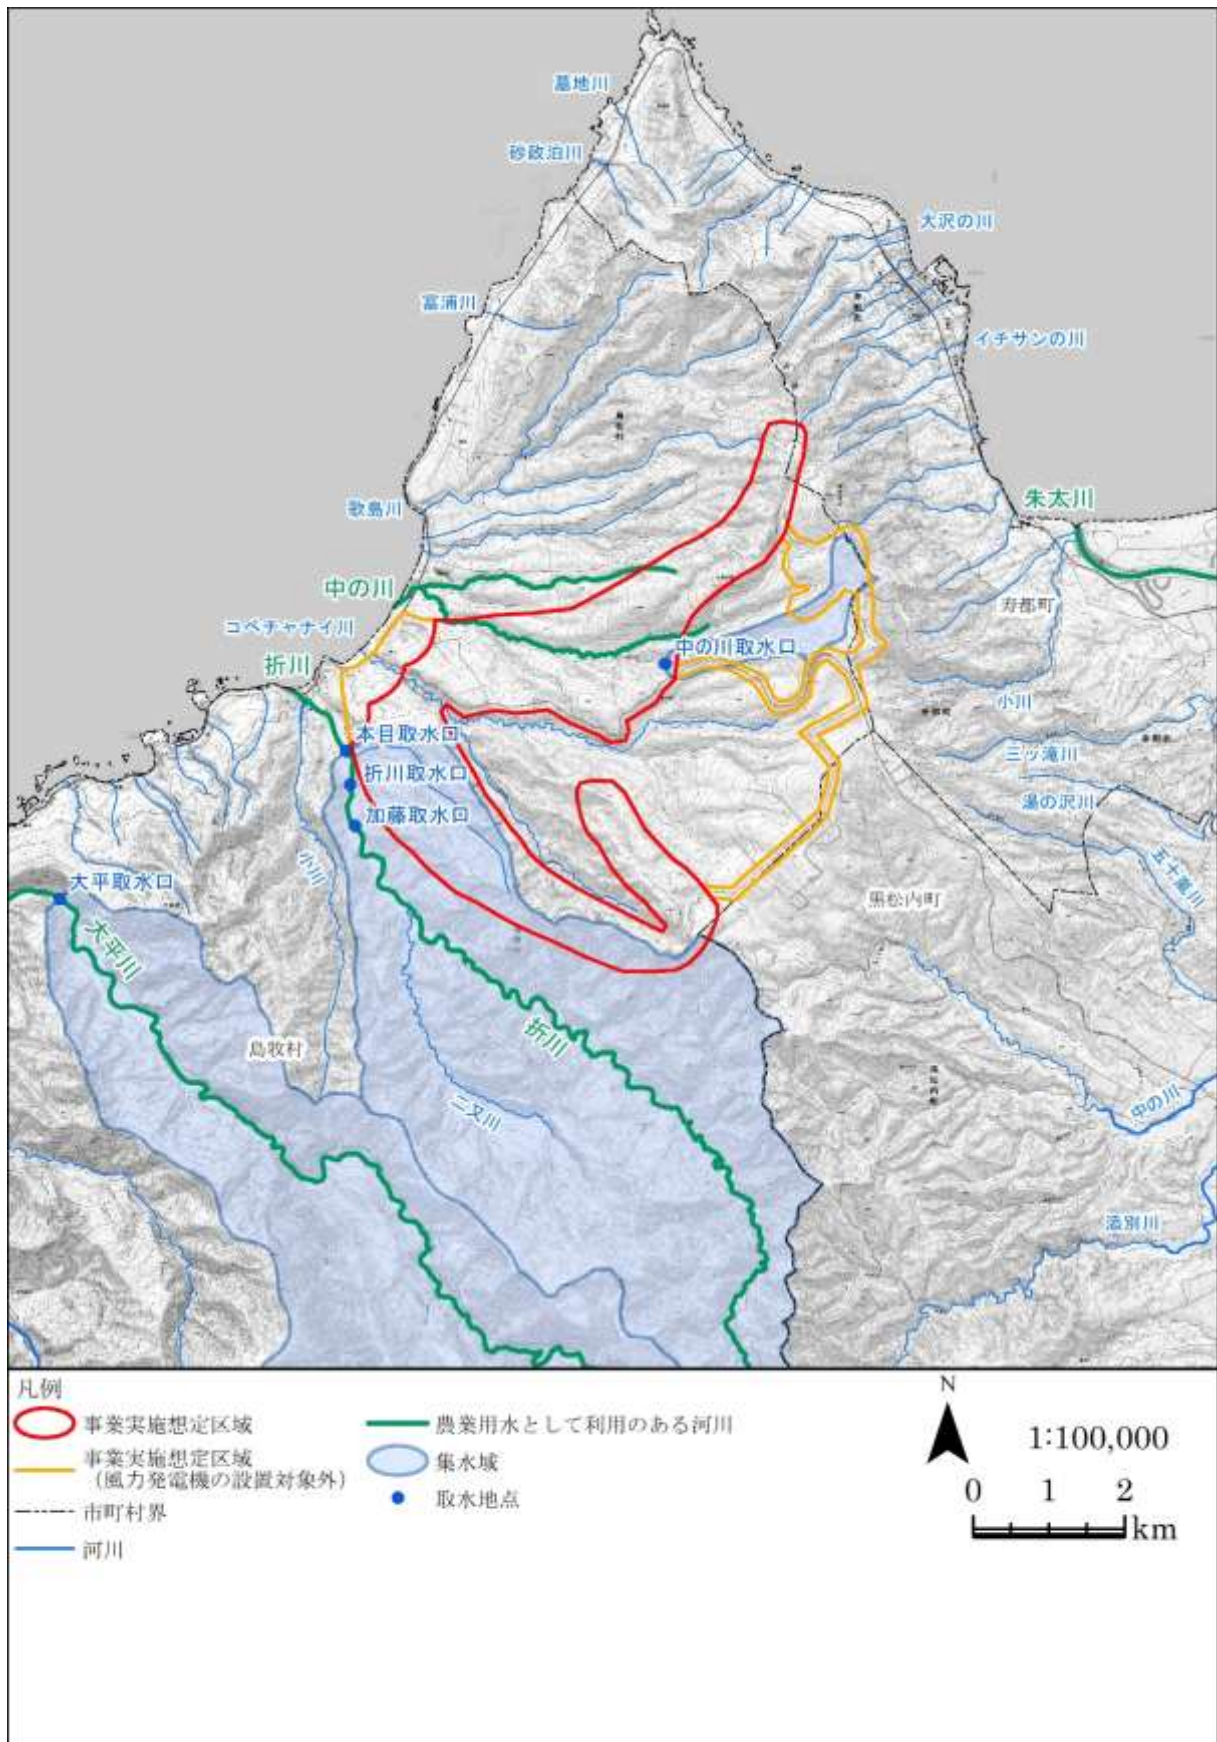 墓地川
砂政泊川
大沢の川
富浦川
イチサンの川
歌島川
朱太川
中の川
寿都町
コベチャナイ川
中の川取水口
折川
小川
本目取水口
三ッ滝川
折川取水口
湯の沢川
加藤取水口
小川
五十嵐川
大平取水口
黒松内町
大平川
折川
島牧村
二又川
中の川
凡例
事業実施想定区域
農業用水として利用のある河川
事業実施想定区域
(風力発電機の設置対象外)
集水域
市町村界
取水地点
河川
N
1:100,000
0 1 2
km